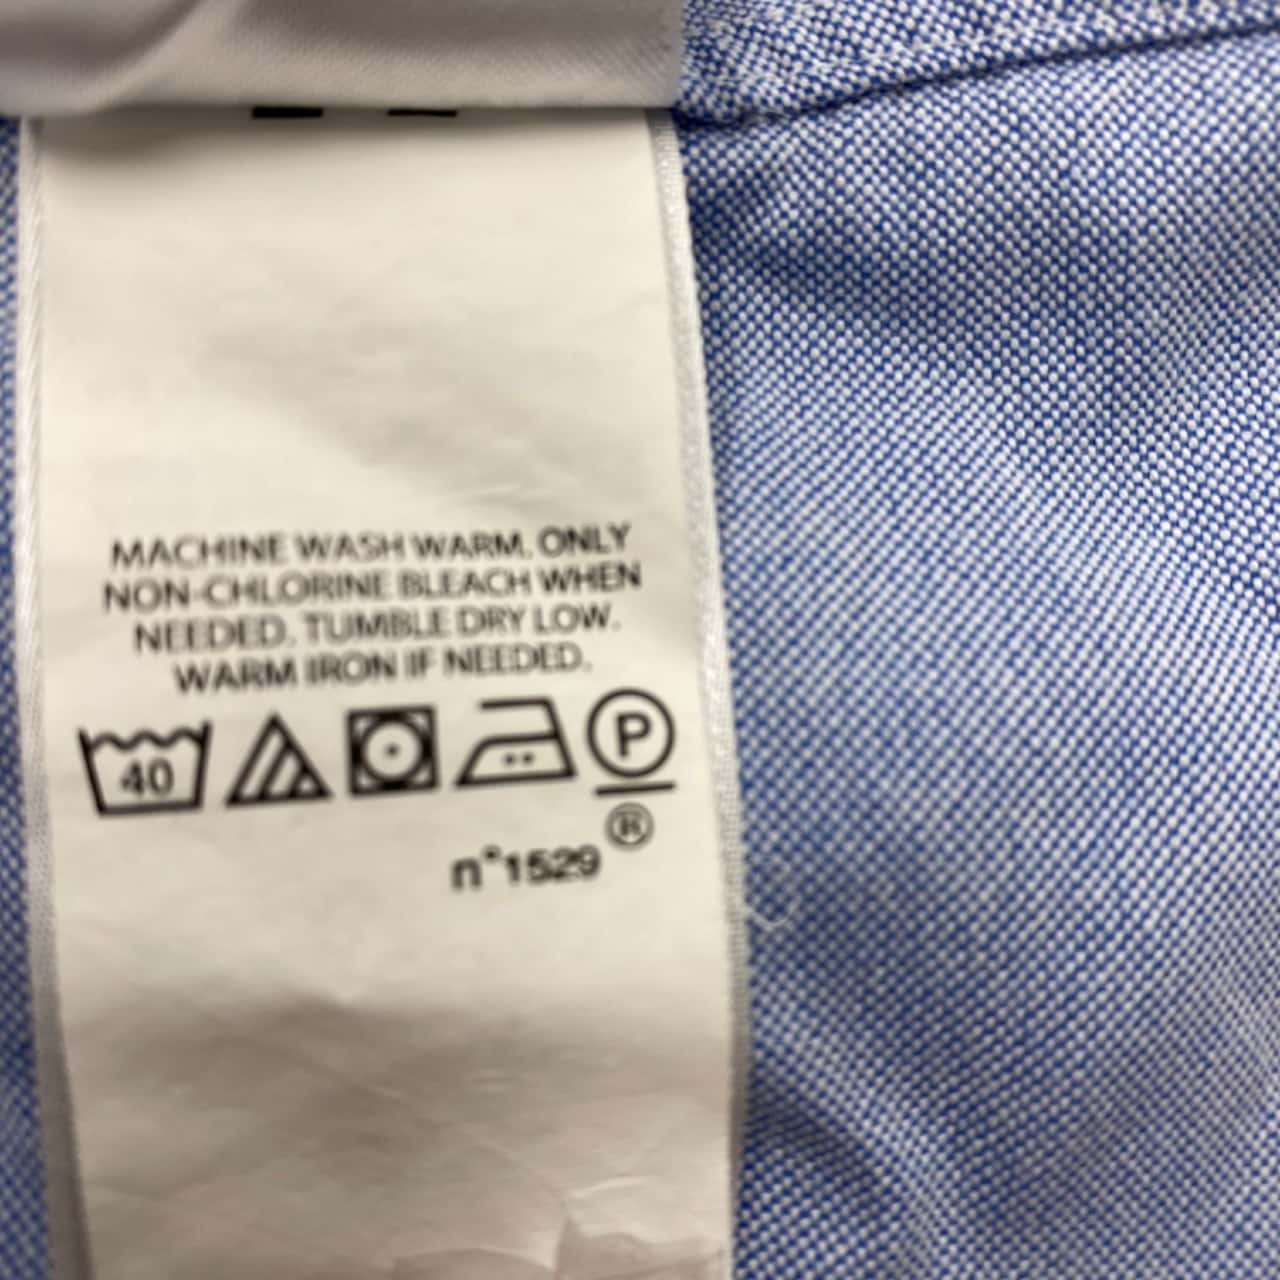 MACHINE WASH WARM. ONLY
NON-CHLORINE BLEACH WHEN
NEEDED. TUMBLE DRY LOW.
WARM IRON IF NEEDED.
40 P
®
n°1529